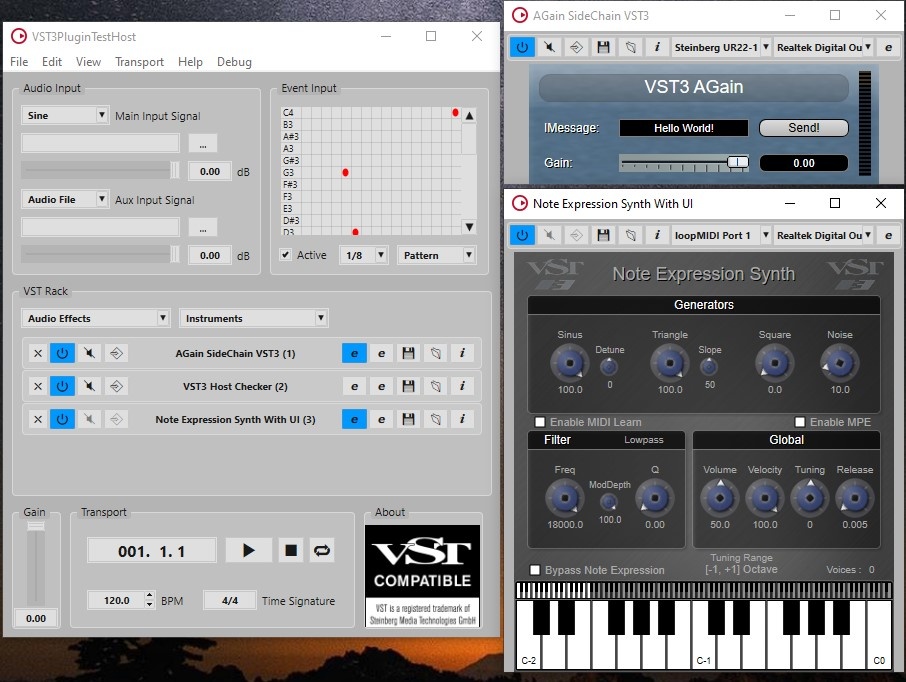 VST3PluginTestHost
File Edit View Transport Help Debug
Audio Input
Sine Main Input Signal
...
0.00 dB
Audio File Aux Input Signal
...
0.00 dB
Event Input
C4
B3
A#3
A3
G#3
G3
F#3
F3
E3
D#3
D3
Active 1/8 Pattern
VST Rack
Audio Effects Instruments
AGain SideChain VST3 (1) e e i
VST3 Host Checker (2) e e i
Note Expression Synth With UI (3) e e i
Gain
0.00
Transport
001. 1. 1
120.0 BPM 4/4 Time Signature
About
VST
COMPATIBLE
VST is a registered trademark of
Steinberg Media Technologies GmbH
AGain SideChain VST3
i Steinberg UR22-1 Realtek Digital Ou e
VST3 AGain
IMessage: Hello World! Send!
Gain: 0.00
Note Expression Synth With UI
i loopMIDI Port 1 Realtek Digital Ou e
VST3 Note Expression Synth VST3
Generators
Sinus Detune Triangle Slope Square Noise
100.0 0 100.0 50 0.0 10.0
Enable MIDI Learn Enable MPE
Filter Lowpass
Freq ModDepth Q
18000.0 100.0 0.00
Global
Volume Velocity Tuning Release
50.0 100.0 0 0.005
Bypass Note Expression
Tuning Range
[-1, +1] Octave
Voices : 0
C-2 C-1 C0